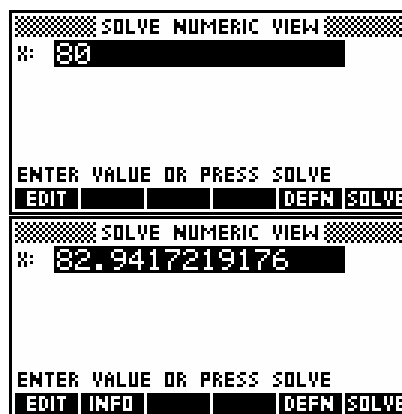 SOLVE NUMERIC VIEW
X: 80
ENTER VALUE OR PRESS SOLVE
EDIT DEFN SOLVE
SOLVE NUMERIC VIEW
X: 82.9417219176
ENTER VALUE OR PRESS SOLVE
EDIT INFO DEFN SOLVE